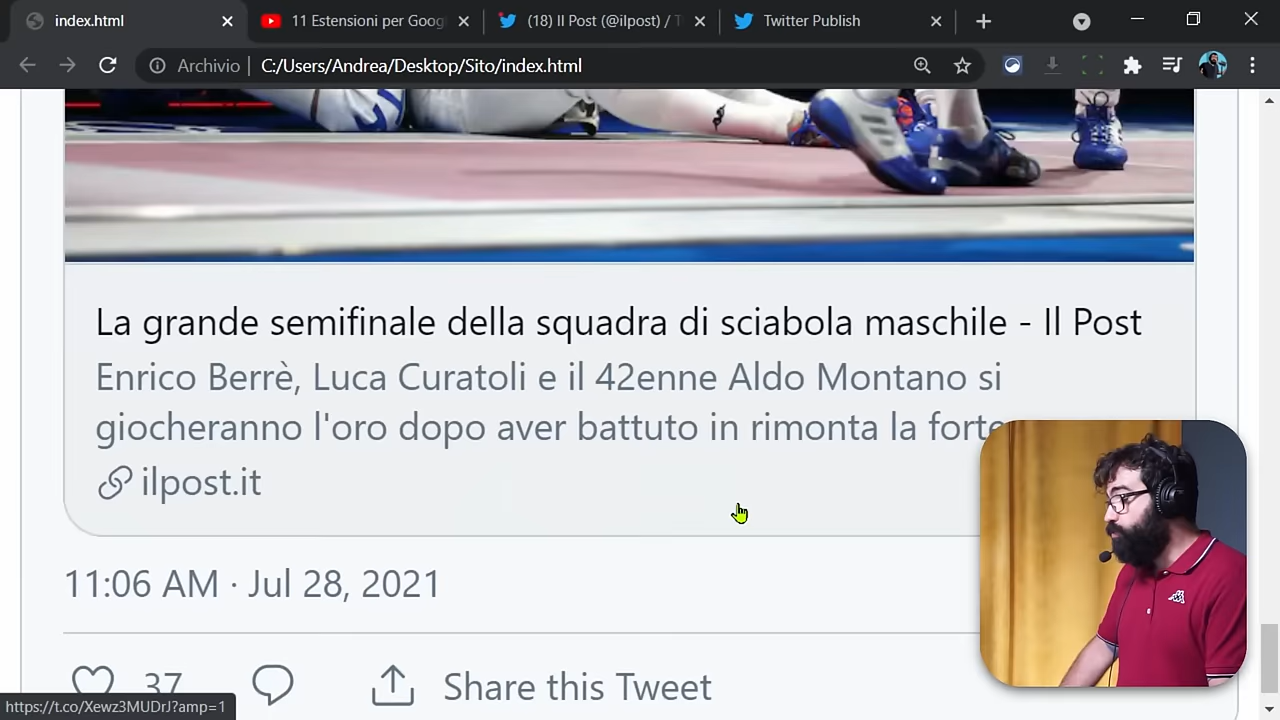 index.html
11 Estensioni per Goog
(18) Il Post (@ilpost) / T
Twitter Publish
Archivio
C:/Users/Andrea/Desktop/Sito/index.html
La grande semifinale della squadra di sciabola maschile - Il Post
Enrico Berrè, Luca Curatoli e il 42enne Aldo Montano si
giocheranno l'oro dopo aver battuto in rimonta la forte
ilpost.it
11:06 AM · Jul 28, 2021
37
Share this Tweet
https://t.co/Xewz3MUDrJ?amp=1